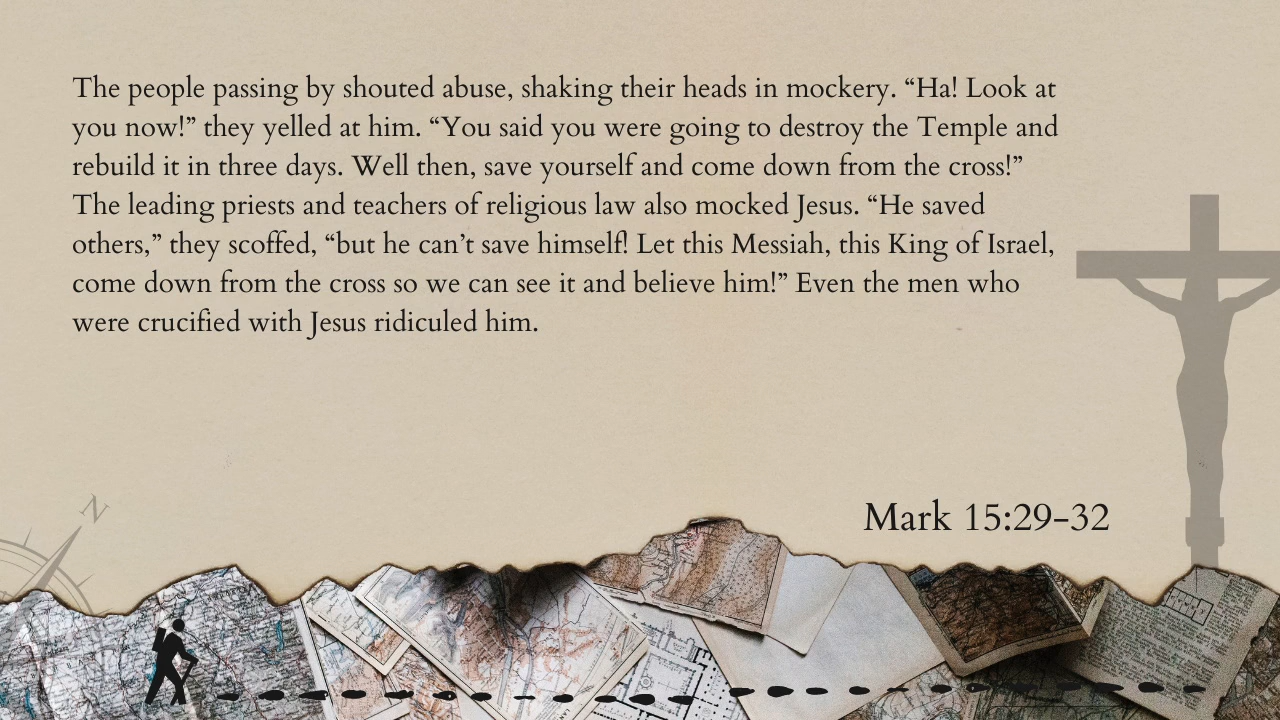 The people passing by shouted abuse, shaking their heads in mockery. “Ha! Look at
you now!” they yelled at him. “You said you were going to destroy the Temple and
rebuild it in three days. Well then, save yourself and come down from the cross!”
The leading priests and teachers of religious law also mocked Jesus. “He saved
others,” they scoffed, “but he can’t save himself! Let this Messiah, this King of Israel,
come down from the cross so we can see it and believe him!” Even the men who
were crucified with Jesus ridiculed him.
Mark 15:29-32
N